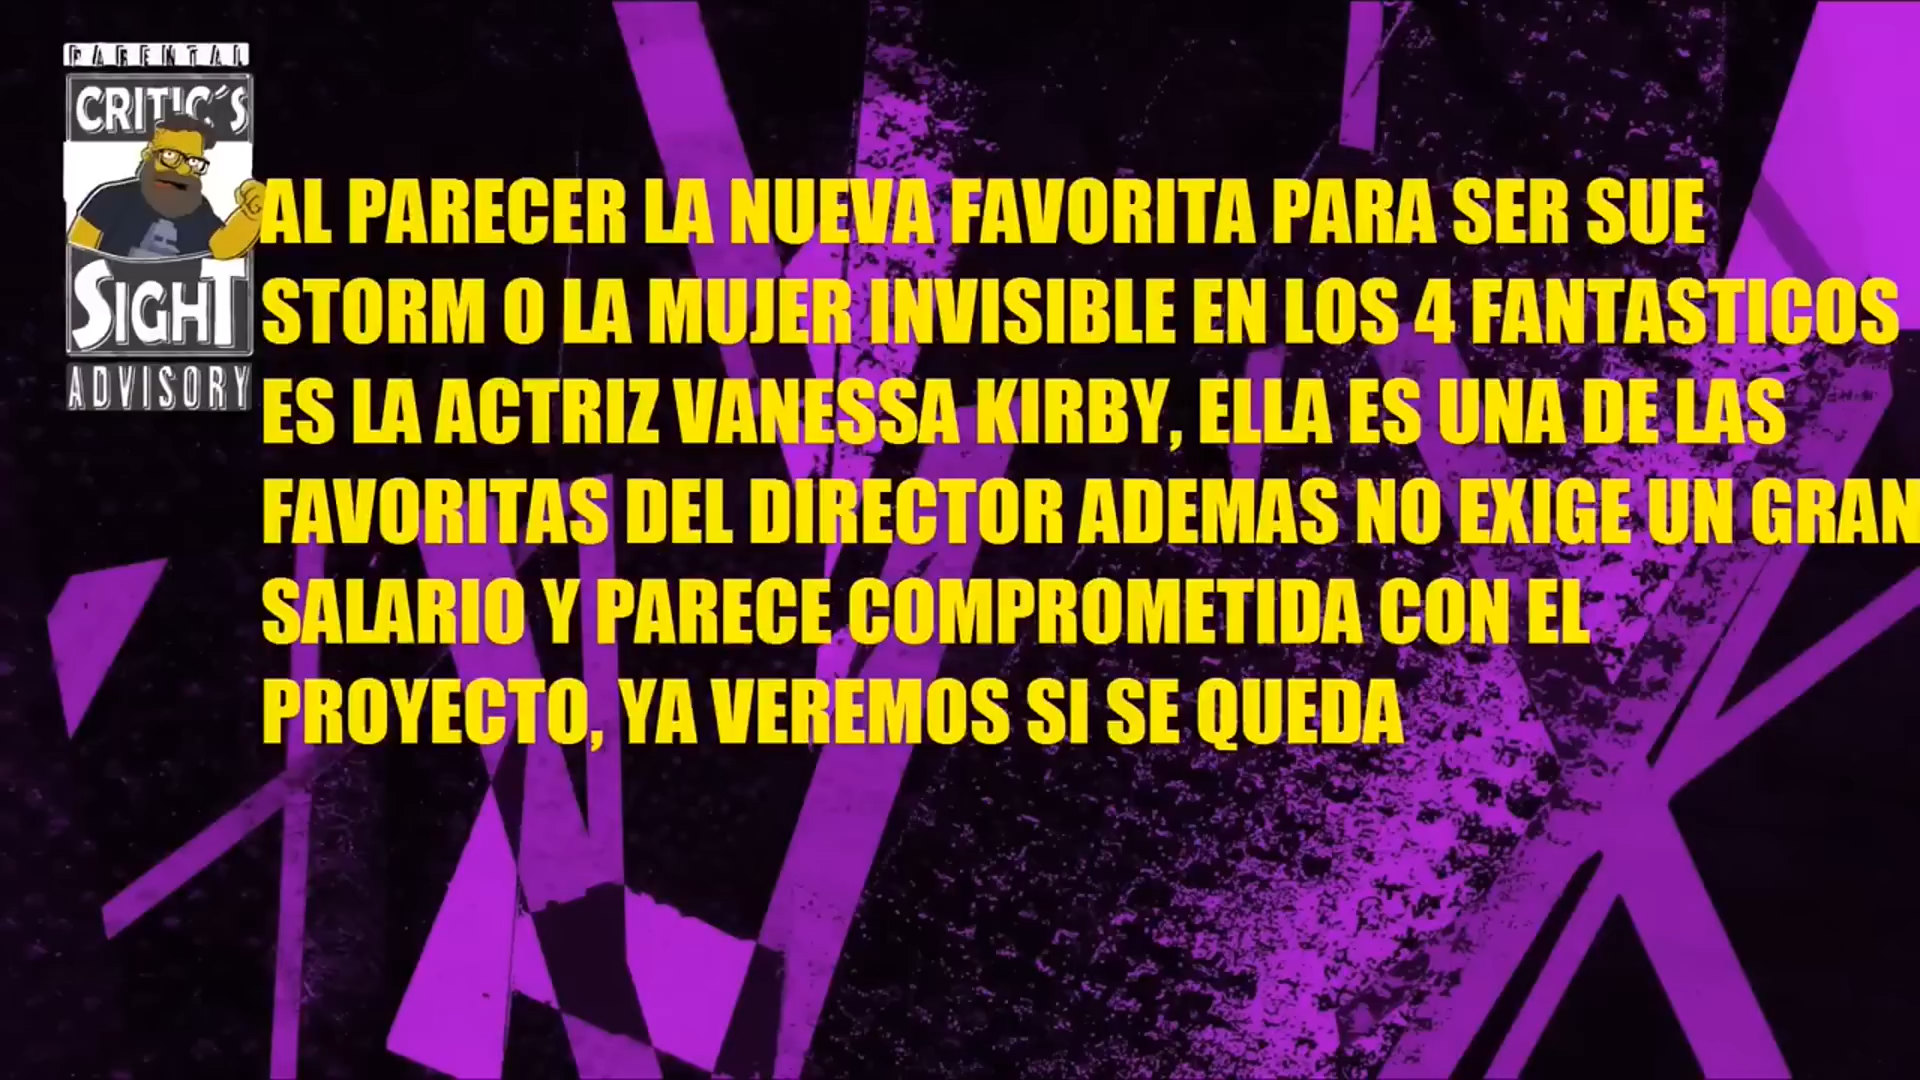 PARENTAL
CRITIC´S
SIGHT
ADVISORY
AL PARECER LA NUEVA FAVORITA PARA SER SUE
STORM O LA MUJER INVISIBLE EN LOS 4 FANTASTICOS
ES LA ACTRIZ VANESSA KIRBY, ELLA ES UNA DE LAS
FAVORITAS DEL DIRECTOR ADEMAS NO EXIGE UN GRAN
SALARIO Y PARECE COMPROMETIDA CON EL
PROYECTO, YA VEREMOS SI SE QUEDA